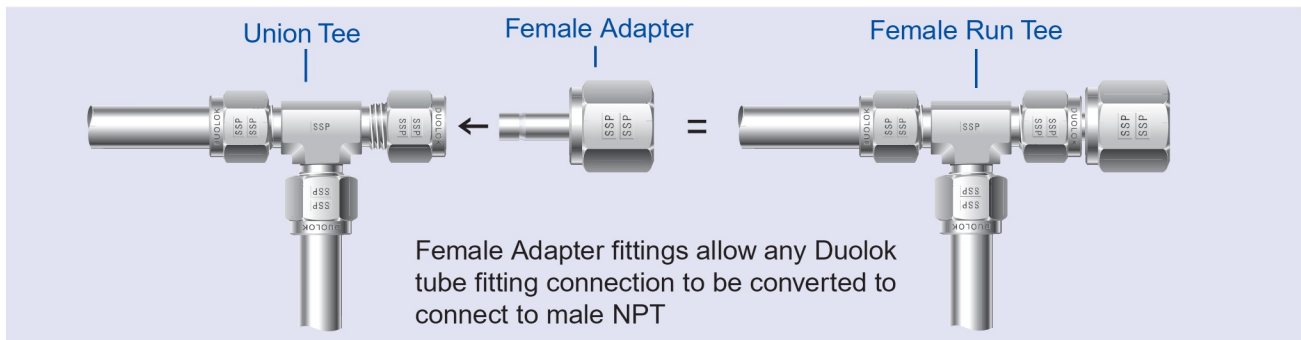 Union Tee
Female Adapter
Female Run Tee
DUOLOK
SSP
SSP
SSP
SSP
SSP
DUOLOK
SSP
SSP
DUOLOK
←
SSP
SSP
=
DUOLOK
SSP
SSP
SSP
SSP
SSP
DUOLOK
SSP
SSP
SSP
SSP
DUOLOK
Female Adapter fittings allow any Duolok
tube fitting connection to be converted to
connect to male NPT